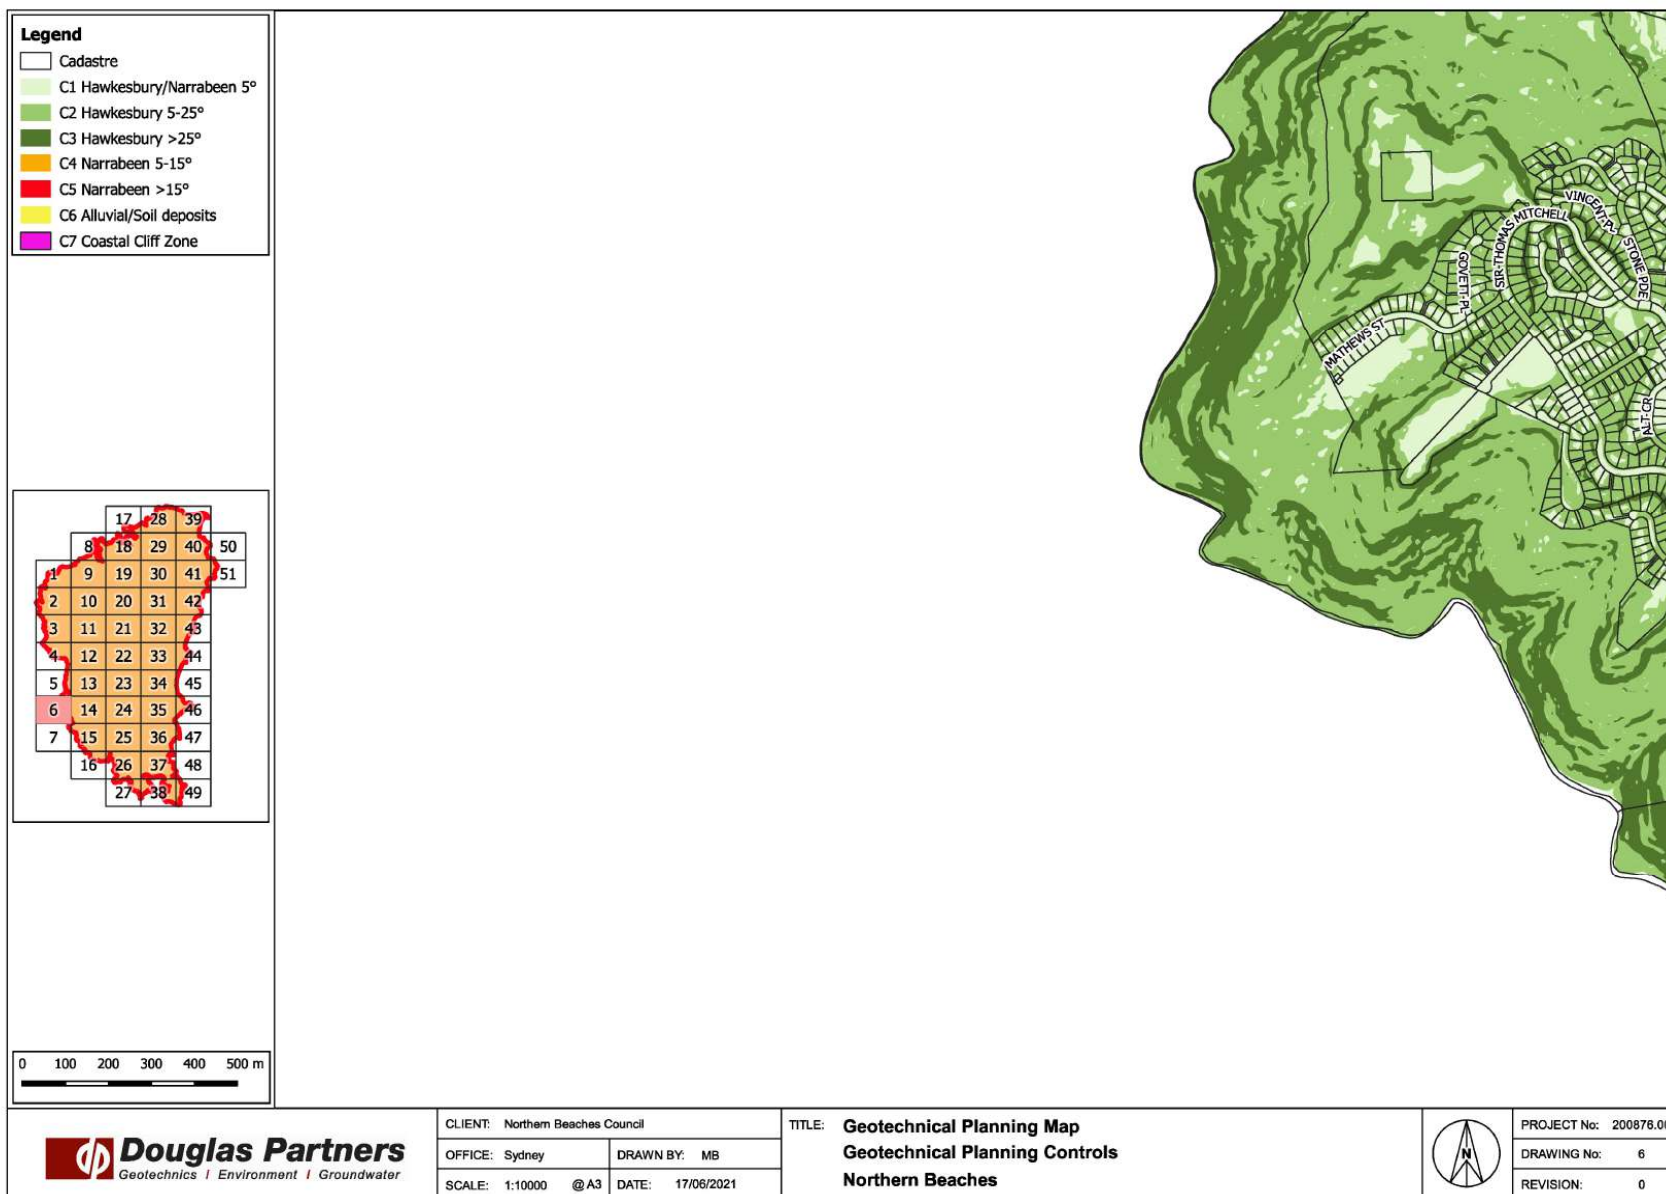 Legend
Cadastre
C1 Hawkesbury/Narrabeen 5°
C2 Hawkesbury 5-25°
C3 Hawkesbury >25°
C4 Narrabeen 5-15°
C5 Narrabeen >15°
C6 Alluvial/Soil deposits
C7 Coastal Cliff Zone
VINCENT PL
SIR-THOMAS MITCHELL
STONE PDE
GOVETT-PL
MATHEWS ST
ALT-CR
17 28 39
8 18 29 40 50
1 9 19 30 41 51
2 10 20 31 42
3 11 21 32 43
4 12 22 33 44
5 13 23 34 45
6 14 24 35 46
7 15 25 36 47
16 26 37 48
27 38 49
0 100 200 300 400 500 m
Douglas Partners
Geotechnics / Environment / Groundwater
CLIENT: Northern Beaches Council
OFFICE: Sydney
DRAWN BY: MB
SCALE: 1:10000 @ A3
DATE: 17/06/2021
TITLE: Geotechnical Planning Map
Geotechnical Planning Controls
Northern Beaches
N
PROJECT No: 200876.0
DRAWING No: 6
REVISION: 0